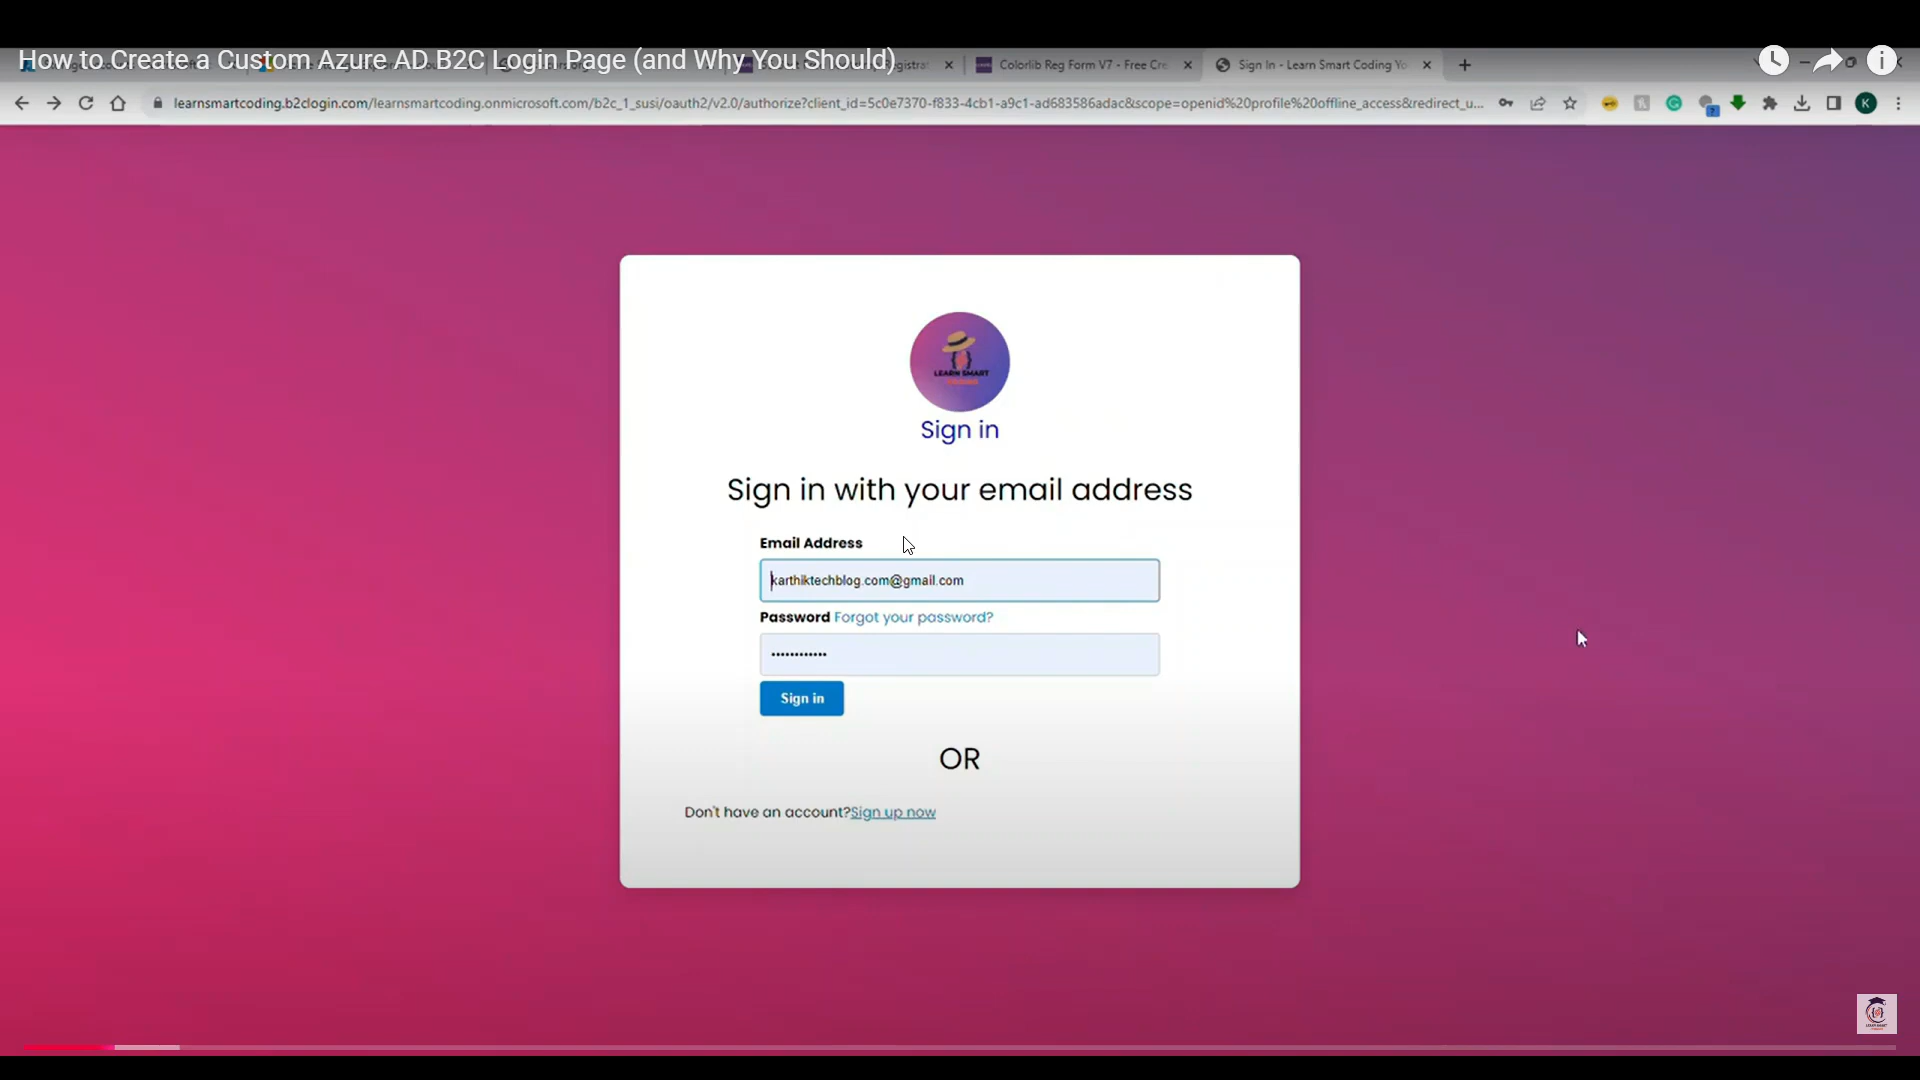 How to Create a Custom Azure AD B2C Login Page (and Why You Should)
Colorlib Reg Form V7 - Free Cre
Sign In - Learn Smart Coding Yo
learnsmartcoding.b2clogin.com/learnsmartcoding.onmicrosoft.com/b2c_1_susi/oauth2/v2.0/authorize?client_id=5c0e7370-f833-4cb1-a9c1-ad683586adac&scope=openid%20profile%20offline_access&redirect_u...
K
LEARN SMART
Sign in
Sign in with your email address
Email Address
karthiktechblog.com@gmail.com
Password Forgot your password?
Sign in
OR
Don't have an account?Sign up now